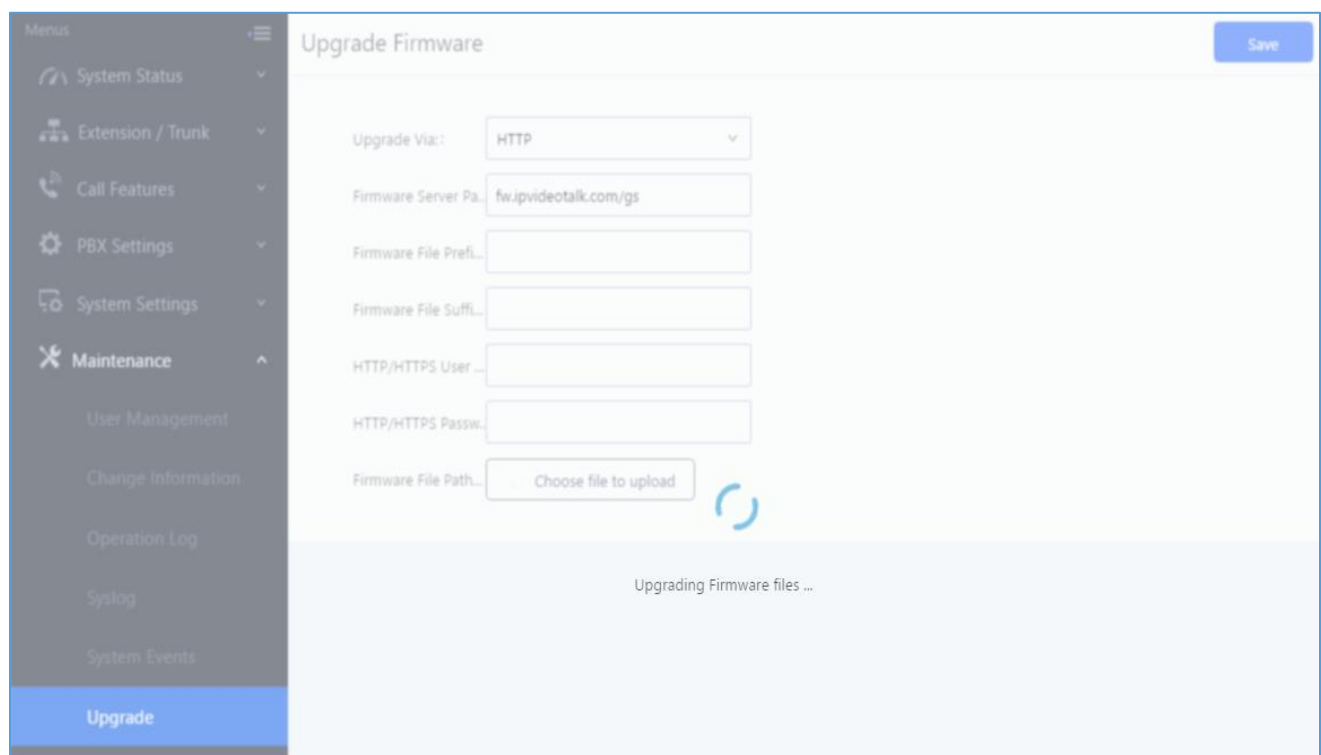 Menus
System Status
Extension / Trunk
Call Features
PBX Settings
System Settings
Maintenance
User Management
Change Information
Operation Log
Syslog
System Events
Upgrade
Upgrade Firmware
Save
Upgrade Via: : HTTP
Firmware Server Pa... fw.ipvideotalk.com/gs
Firmware File Prefi...
Firmware File Suffi...
HTTP/HTTPS User ...
HTTP/HTTPS Passw...
Firmware File Path... Choose file to upload
Upgrading Firmware files ...